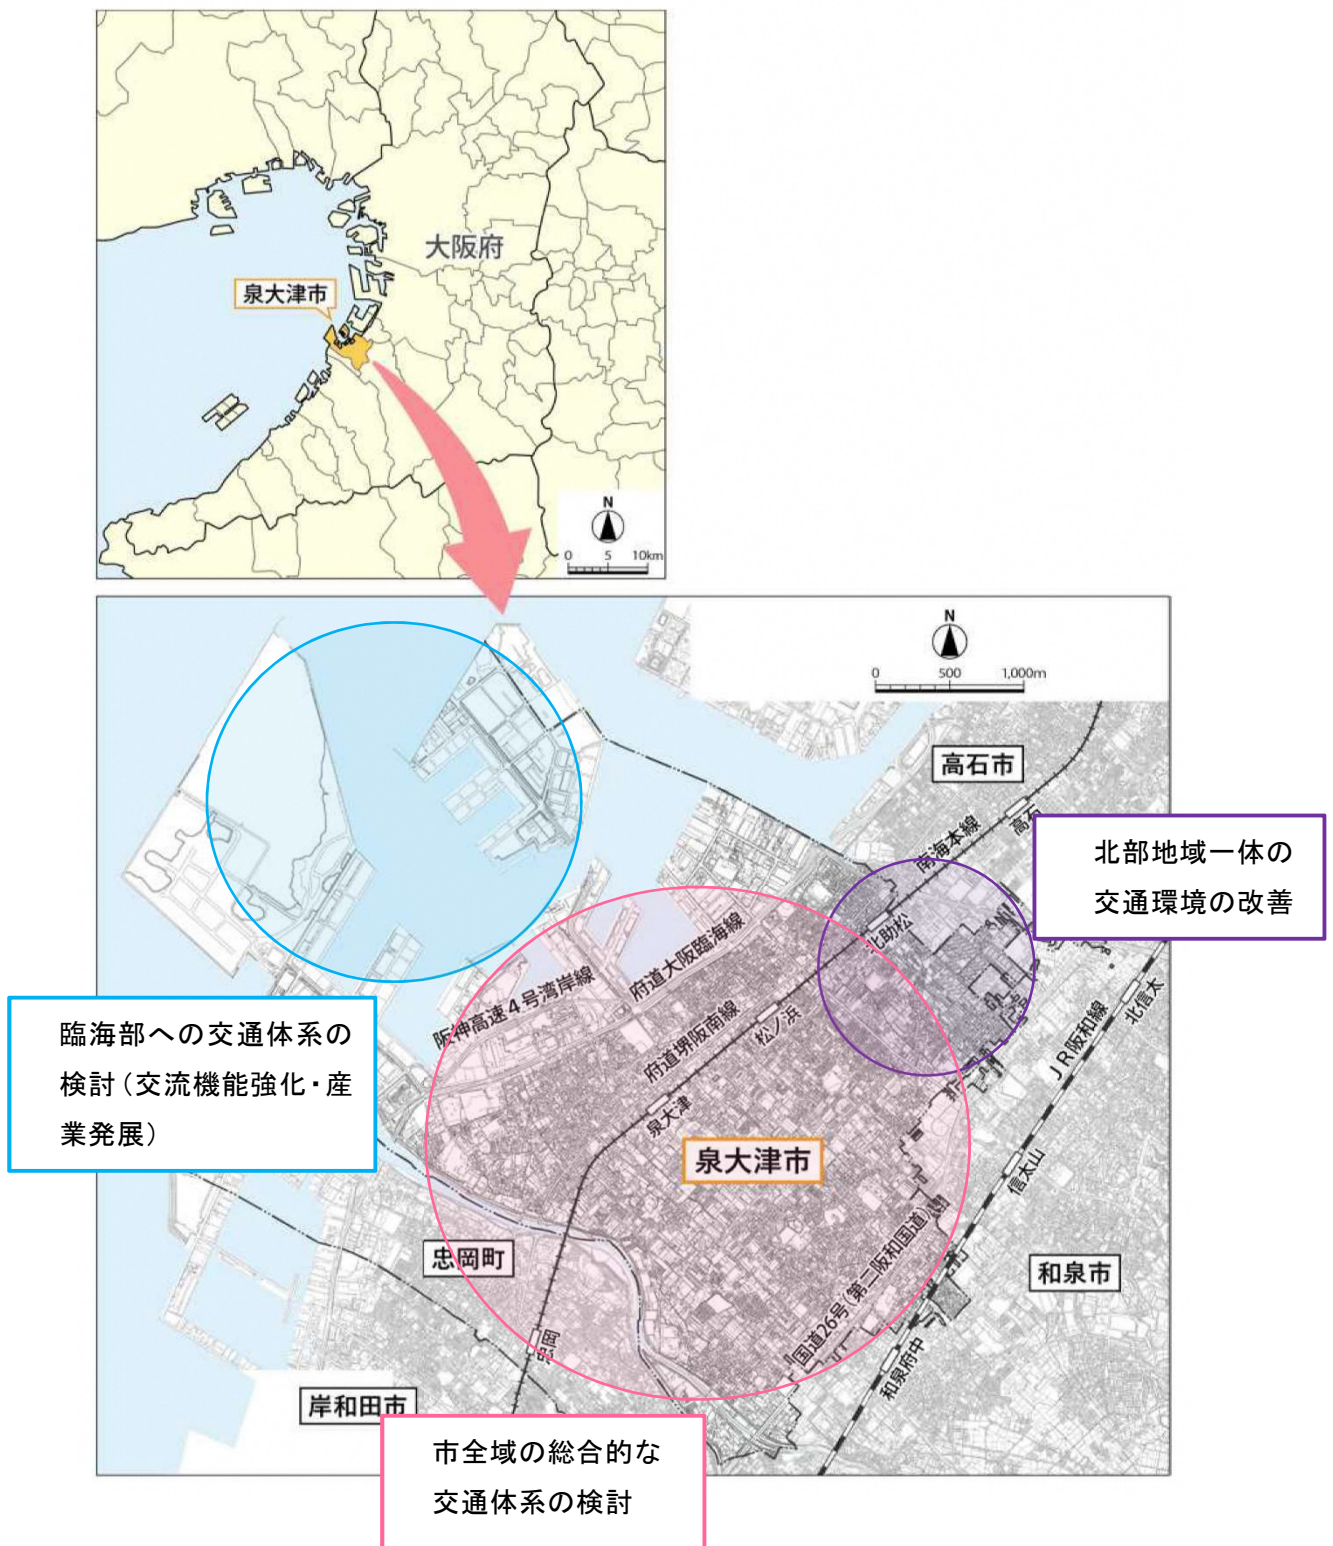 大阪府
泉大津市
N
0 5 10km
N
0 500 1,000m
高石市
高石
南海本線
北部地域一体の
交通環境の改善
北助松
府道大阪臨海線
阪神高速4号湾岸線
府道堺阪南線
松ノ浜
北信太
JR阪和線
臨海部への交通体系の
検討（交流機能強化・産
業発展）
泉大津
泉大津市
信太山
忠岡町
和泉市
国道26号(第二阪和国道)
忠岡
和泉府中
岸和田市
市全域の総合的な
交通体系の検討